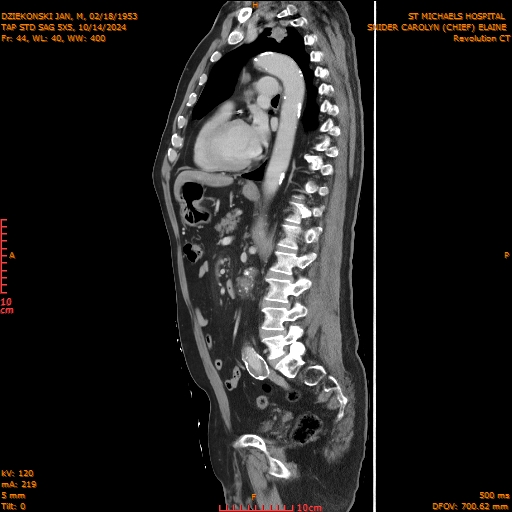 DZIEKONSKI JAN, M, 02/18/1953
TAP STD SAG 5X5, 10/14/2024
Fr: 44, WL: 40, WW: 400
H
ST MICHAELS HOSPITAL
SNIDER CAROLYN (CHIEF) ELAINE
Revolution CT
A
P
10
cm
kV: 120
mA: 219
5 mm
Tilt: 0
F
10cm
500 ms
DFOV: 700.62 mm